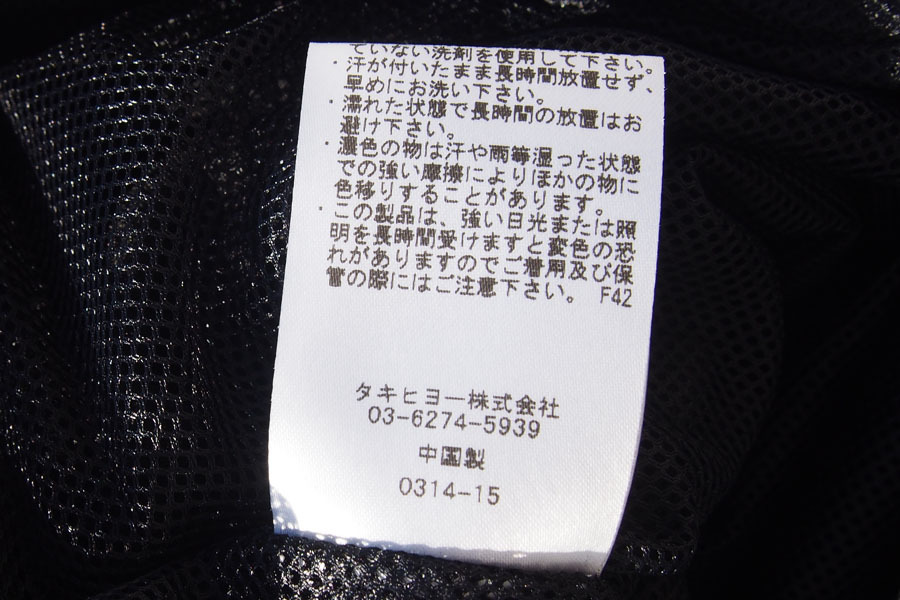 ていない洗剤を使用して下さい。
・汗が付いたまま長時間放置せず、
早めにお洗い下さい。
・濡れた状態で長時間の放置はお
避け下さい。
・濃色の物は汗や雨等湿った状態
での強い摩擦によりほかの物に
色移りすることがあります。
・この製品は、強い日光または照
明を長時間受けますと変色の恐
れがありますのでご着用及び保
管の際にはご注意下さい。 F42
タキヒヨー株式会社
03-6274-5939
中国製
0314-15